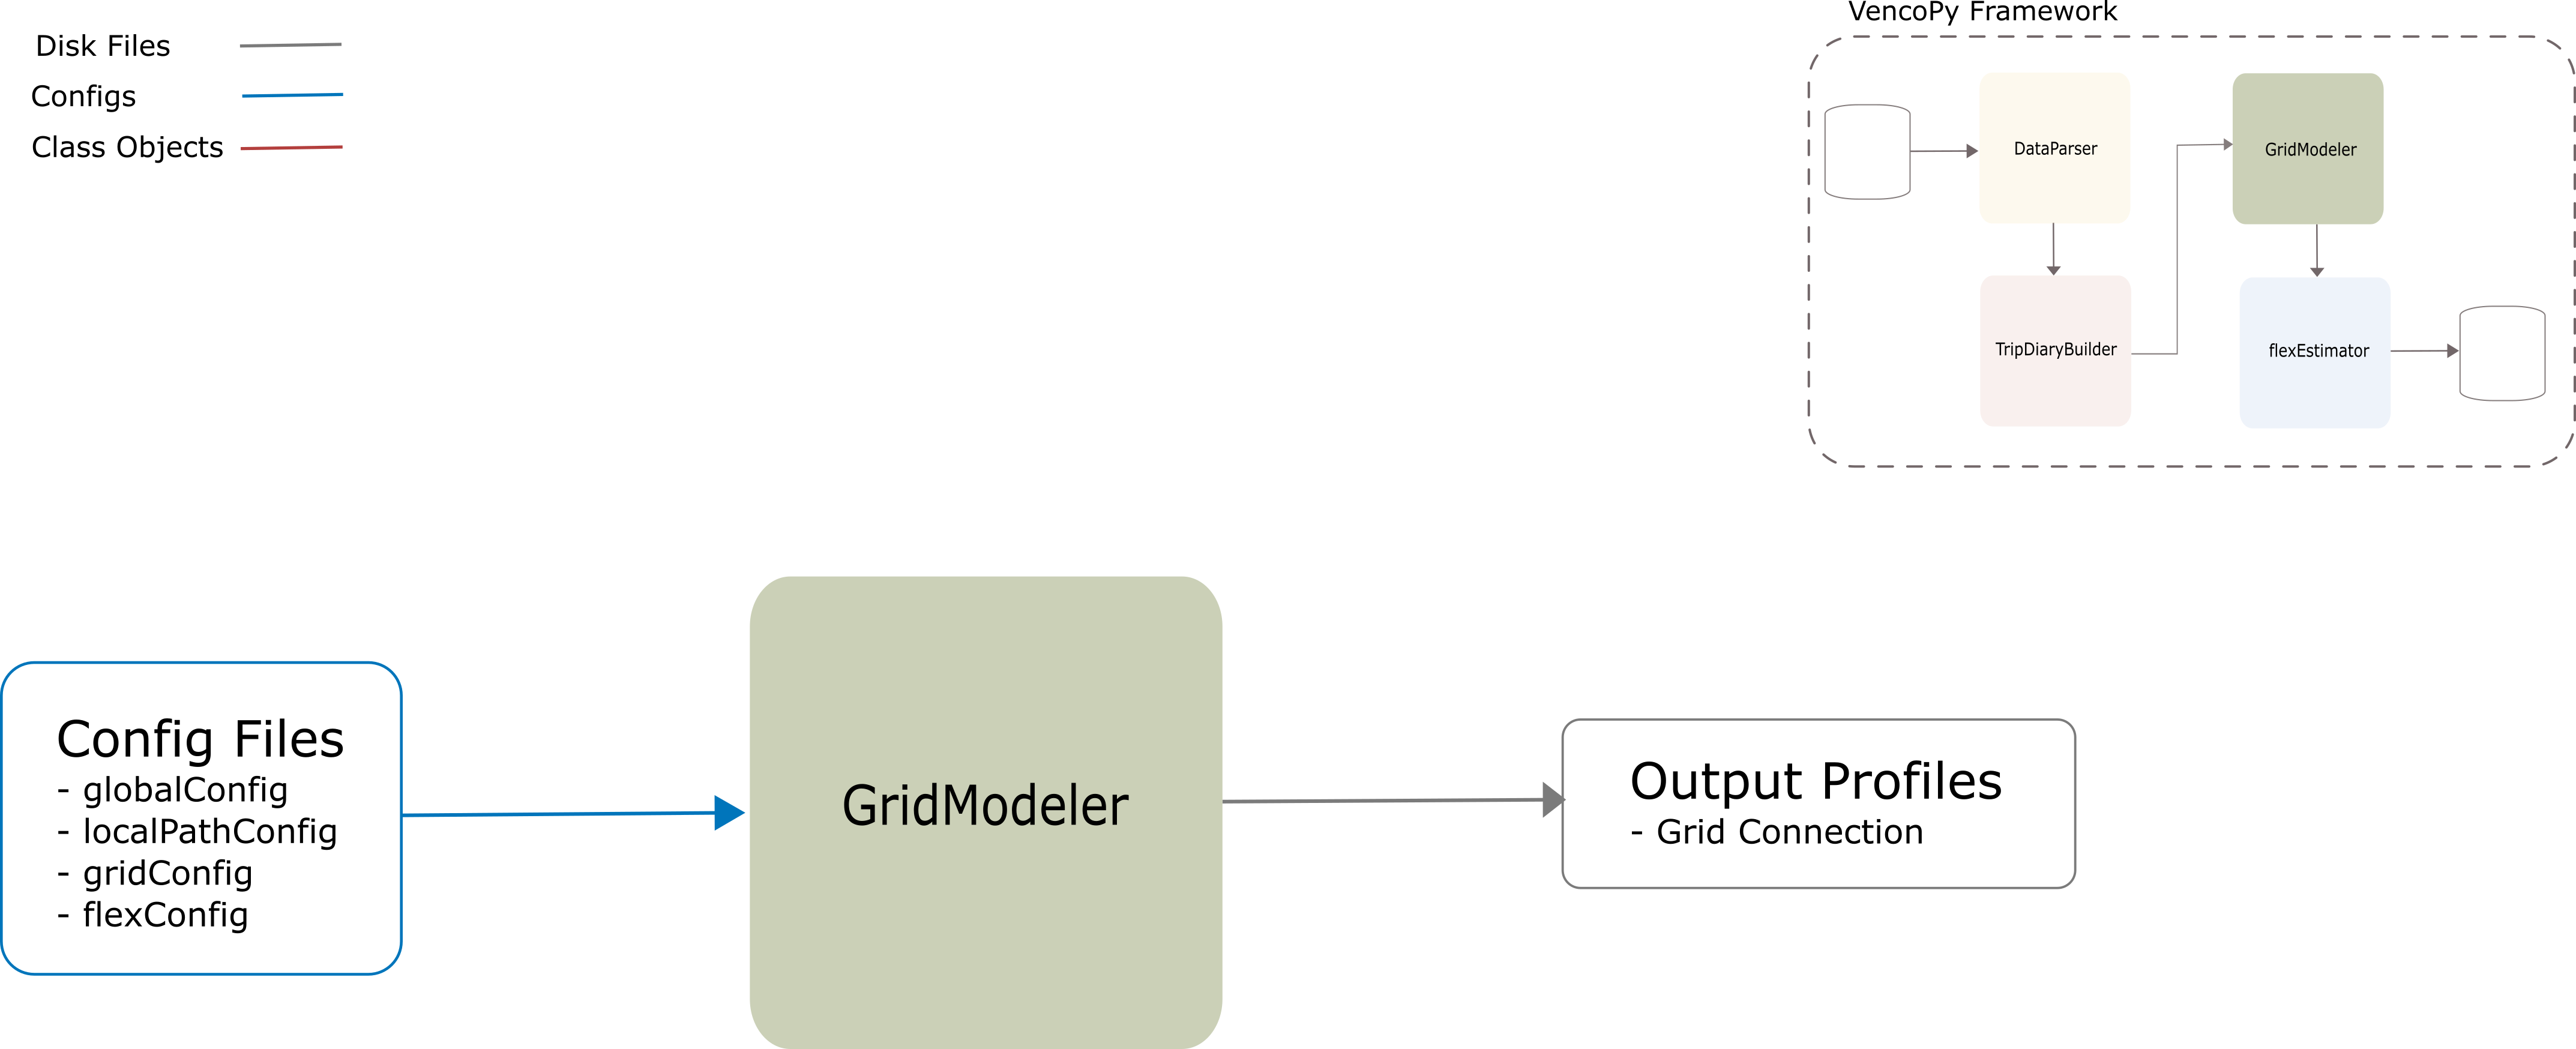 VencoPy Framework
Disk Files
Configs
Class Objects
DataParser
GridModeler
TripDiaryBuilder
flexEstimator
Config Files
- globalConfig
- localPathConfig
- gridConfig
- flexConfig
GridModeler
Output Profiles
- Grid Connection